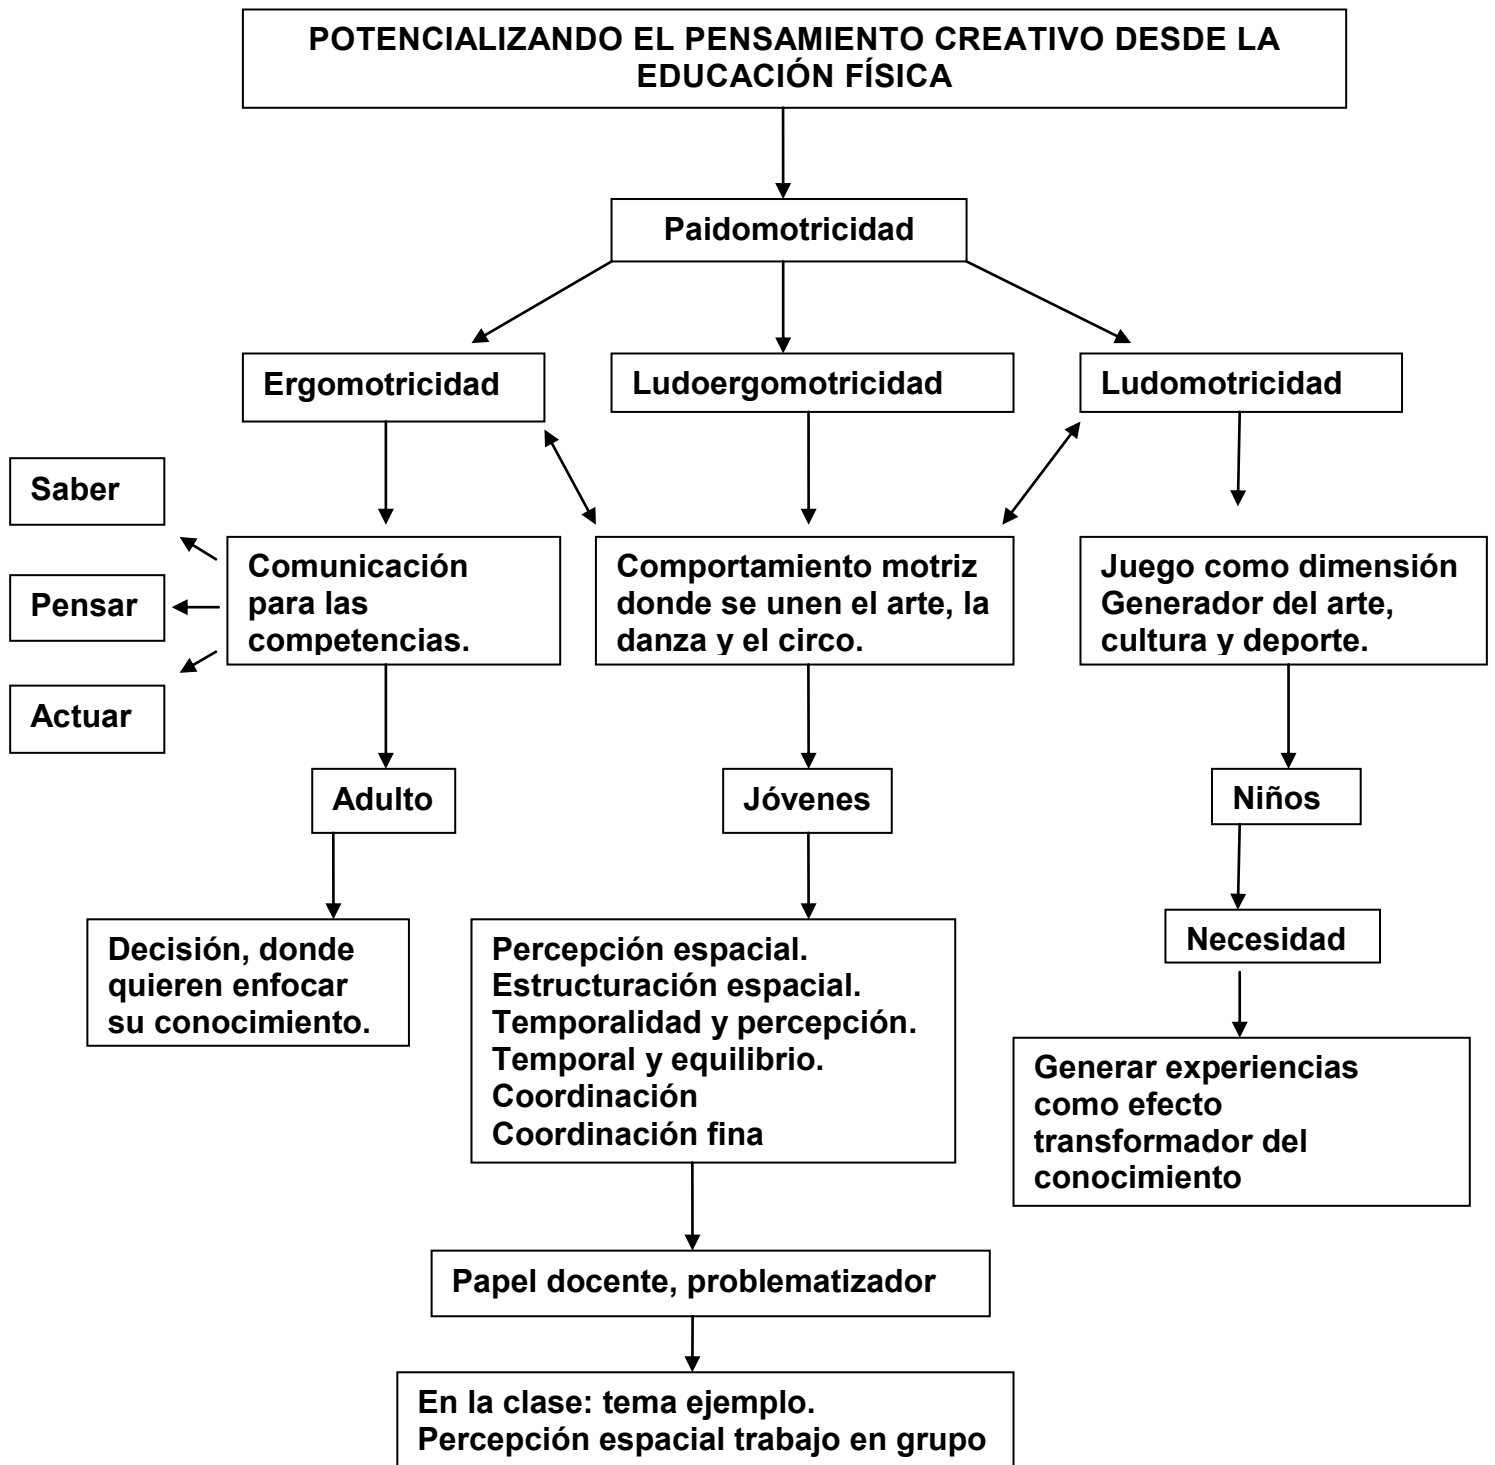 POTENCIALIZANDO EL PENSAMIENTO CREATIVO DESDE LA
EDUCACIÓN FÍSICA
Paidomotricidad
Ergomotricidad
Ludoergomotricidad
Ludomotricidad
Saber
Pensar
Actuar
Comunicación
para las
competencias.
Comportamiento motriz
donde se unen el arte, la
danza y el circo.
Juego como dimensión
Generador del arte,
cultura y deporte.
Adulto
Jóvenes
Niños
Decisión, donde
quieren enfocar
su conocimiento.
Percepción espacial.
Estructuración espacial.
Temporalidad y percepción.
Temporal y equilibrio.
Coordinación
Coordinación fina
Necesidad
Generar experiencias
como efecto
transformador del
conocimiento
Papel docente, problematizador
En la clase: tema ejemplo.
Percepción espacial trabajo en grupo